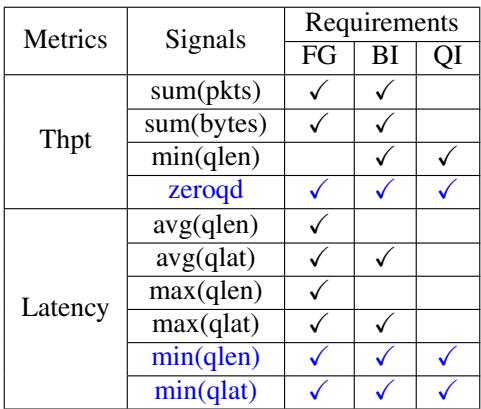 Metrics Signals Requirements
FG BI QI
Thpt sum(pkts) ✓ ✓
sum(bytes) ✓ ✓
min(qlen) ✓ ✓
zeroqd ✓ ✓ ✓
Latency avg(qlen) ✓
avg(qlat) ✓ ✓
max(qlen) ✓
max(qlat) ✓ ✓
min(qlen) ✓ ✓ ✓
min(qlat) ✓ ✓ ✓